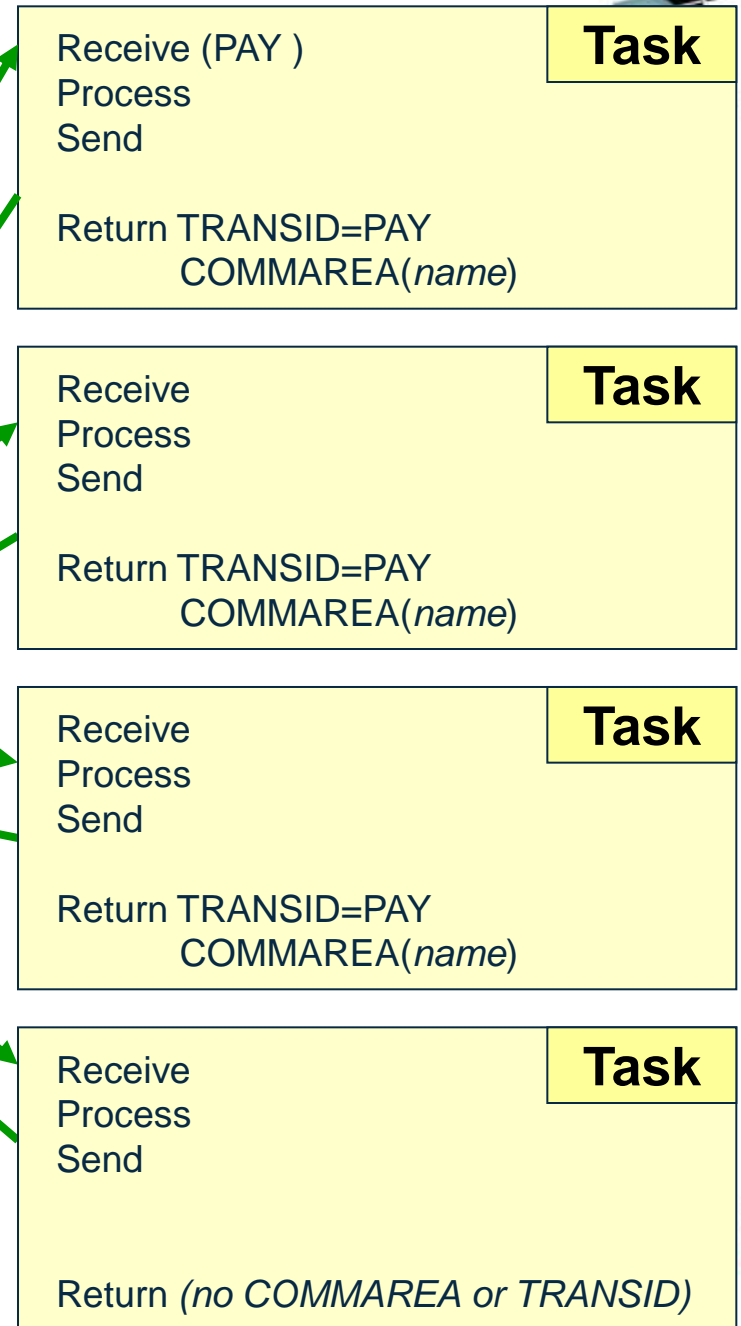 Task
Receive (PAY )
Process
Send
Return TRANSID=PAY
COMMAREA(name)
Task
Receive
Process
Send
Return TRANSID=PAY
COMMAREA(name)
Task
Receive
Process
Send
Return TRANSID=PAY
COMMAREA(name)
Task
Receive
Process
Send
Return (no COMMAREA or TRANSID)